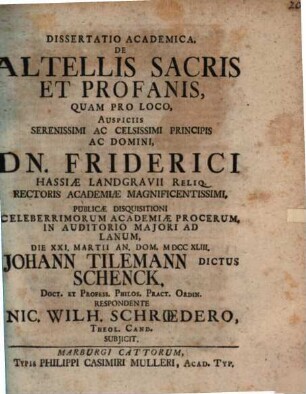 DISSERTATIO ACADEMICA.
DE
ALTELLIS SACRIS
ET PROFANIS,
QUAM PRO LOCO,
AUSPICIIS
SERENISSIMI AC CELSISSIMI PRINCIPIS
AC DOMINI,
DN. FRIDERICI
HASSIÆ LANDGRAVII RELIQ.
RECTORIS ACADEMIÆ MAGNIFICENTISSIMI,
PUBLICÆ DISQUISITIONI
CELEBERRIMORUM ACADEMIÆ PROCERUM,
IN AUDITORIO MAJORI AD
LANUM,
DIE XXI. MARTII AN. DOM. MDCC XLIII.
JOHANN TILEMANN DICTUS
SCHENCK,
DOCT. ET PROFESS. PHILOS. PRACT. ORDIN.
RESPONDENTE
NIC. WILH. SCHRŒDERO,
THEOL. CAND.
SUBJICIT.
MARBURGI CATTORUM,
Typis PHILIPPI CASIMIRI MULLERI, ACAD. TYP.